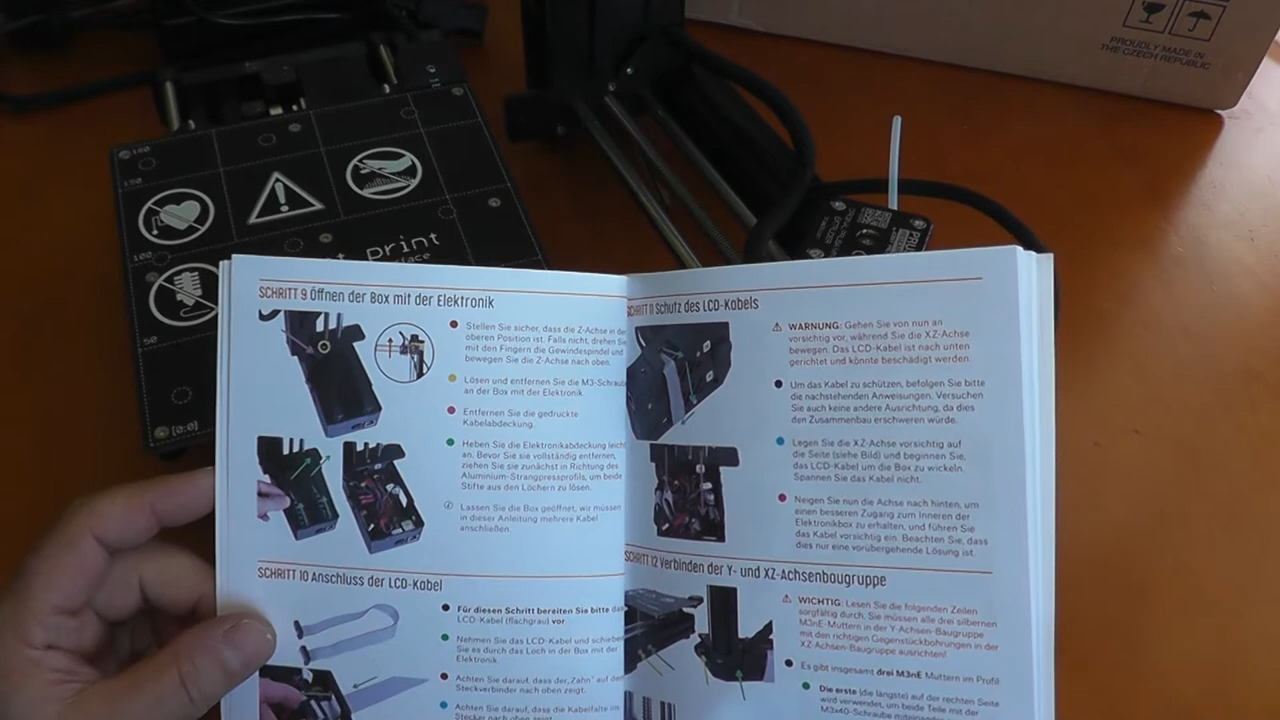 PROUDLY MADE IN
THE CZECH REPUBLIC
150
100
print
50
[0:0]
SCHRITT 9 Öffnen der Box mit der Elektronik
Stellen Sie sicher, dass die Z-Achse in der
oberen Position ist. Falls nicht, drehen Sie
mit den Fingern die Gewindespindel und
bewegen Sie die Z-Achse nach oben.
Lösen und entfernen Sie die M3-Schraube
an der Box mit der Elektronik.
Entfernen Sie die gedruckte
Kabelabdeckung.
Heben Sie die Elektronikabdeckung leicht
an. Bevor Sie sie vollständig entfernen,
ziehen Sie sie zunächst in Richtung des
Aluminium-Strangpressprofils, um beide
Stifte aus den Löchern zu lösen.
Lassen Sie die Box geöffnet, wir müssen
in dieser Anleitung mehrere Kabel
anschließen.
SCHRITT 10 Anschluss der LCD-Kabel
Für diesen Schritt bereiten Sie bitte das
LCD-Kabel (flachgrau) vor
Nehmen Sie das LCD-Kabel und schieben
Sie es durch das Loch in der Box mit der
Elektronik.
Achten Sie darauf, dass der „Zahn" auf dem
Steckverbinder nach oben zeigt.
Achten Sie darauf, dass die Kabelfalte am
Stecker nach oben zeigt.
SCHRITT 11 Schutz des LCD-Kabels
WARNUNG: Gehen Sie von nun an
vorsichtig vor, während Sie die XZ-Achse
bewegen. Das LCD-Kabel ist nach unten
gerichtet und könnte beschädigt werden.
Um das Kabel zu schützen, befolgen Sie bitte
die nachstehenden Anweisungen. Versuchen
Sie auch keine andere Ausrichtung, da dies
den Zusammenbau erschweren würde.
Legen Sie die XZ-Achse vorsichtig auf
die Seite (siehe Bild) und beginnen Sie,
das LCD-Kabel um die Box zu wickeln.
Spannen Sie das Kabel nicht.
Neigen Sie nun die Achse nach hinten, um
einen besseren Zugang zum Inneren der
Elektronikbox zu erhalten, und führen Sie
das Kabel vorsichtig ein. Beachten Sie, dass
dies nur eine vorübergehende Lösung ist.
SCHRITT 12 Verbinden der Y- und XZ-Achsenbaugruppe
WICHTIG: Lesen Sie die folgenden Zeilen
sorgfältig durch. Sie müssen alle drei silbernen
M3nE-Muttern in der Y-Achsen-Baugruppe
mit den richtigen Gegenstückbohrungen in der
XZ-Achsen-Baugruppe ausrichten!
Es gibt insgesamt drei M3nE Muttern im Profil
Die erste (die längste) auf der rechten Seite
wird verwendet, um beide Teile mit der
M3x40-Schraube